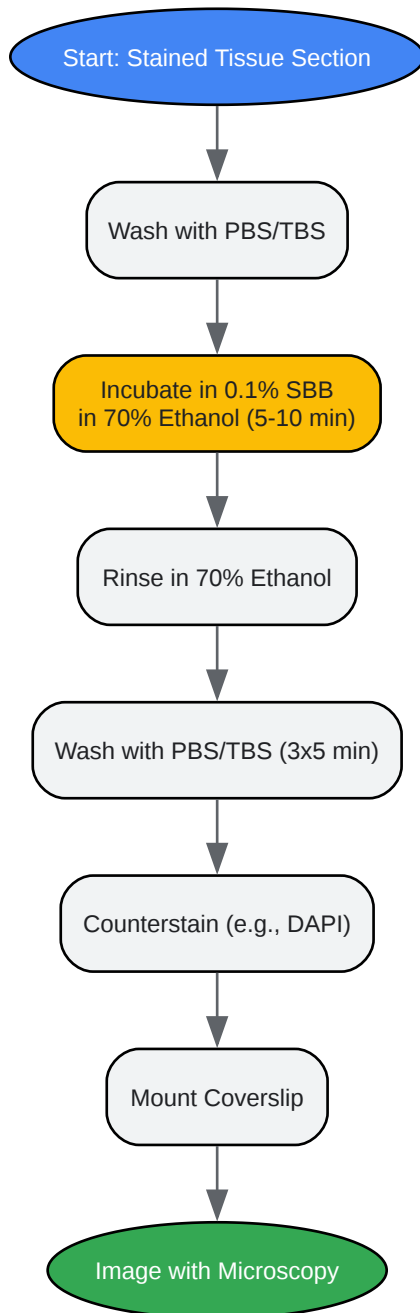 Start: Stained Tissue Section
Wash with PBS/TBS
Incubate in 0.1% SBB
in 70% Ethanol (5-10 min)
Rinse in 70% Ethanol
Wash with PBS/TBS (3x5 min)
Counterstain (e.g., DAPI)
Mount Coverslip
Image with Microscopy